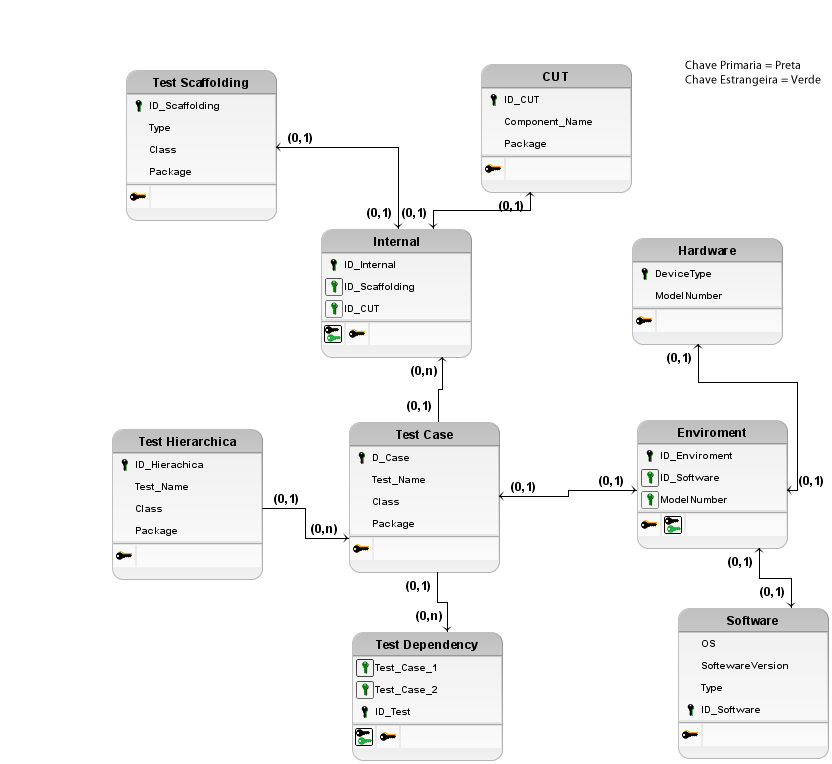 Chave Primaria = Preta
Chave Estrangeira = Verde
Test Scaffolding
ID_Scaffolding
Type
Class
Package
(0,1)
CUT
ID_CUT
Component_Name
Package
(0,1)
(0,1)
(0,1)
Internal
ID_Internal
ID_Scaffolding
ID_CUT
(0,n)
(0,1)
Hardware
DeviceType
ModelNumber
(0,1)
(0,1)
Test Hierarchica
ID_Hierachica
Test_Name
Class
Package
(0,1)
(0,n)
Test Case
D_Case
Test_Name
Class
Package
(0,1)
(0,1)
Enviroment
ID_Enviroment
ID_Software
ModelNumber
(0,1)
(0,1)
(0,1)
(0,n)
Test Dependency
Test_Case_1
Test_Case_2
ID_Test
Software
OS
SoftewareVersion
Type
ID_Software